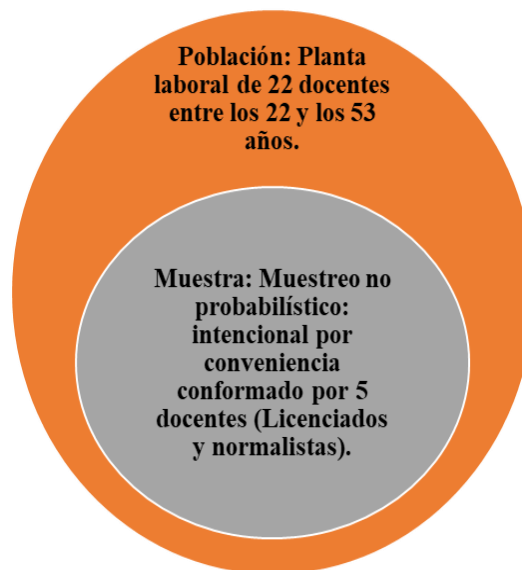 Población: Planta
laboral de 22 docentes
entre los 22 y los 53
años.
Muestra: Muestreo no
probabilístico:
intencional por
conveniencia
conformado por 5
docentes (Licenciados
y normalistas).